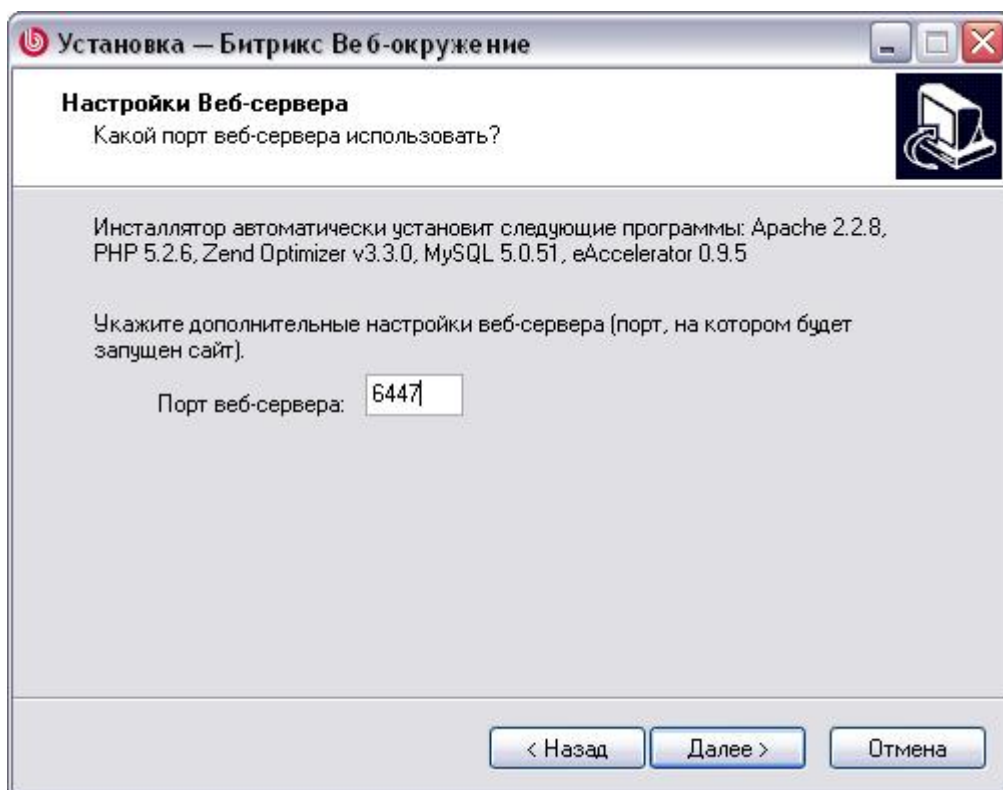 Установка — Битрикс Веб-окружение
Настройки Веб-сервера
Какой порт веб-сервера использовать?
Инсталлятор автоматически установит следующие программы: Apache 2.2.8,
PHP 5.2.6, Zend Optimizer v3.3.0, MySQL 5.0.51, eAccelerator 0.9.5
Укажите дополнительные настройки веб-сервера (порт, на котором будет
запущен сайт).
Порт веб-сервера: 6447
< Назад Далее > Отмена